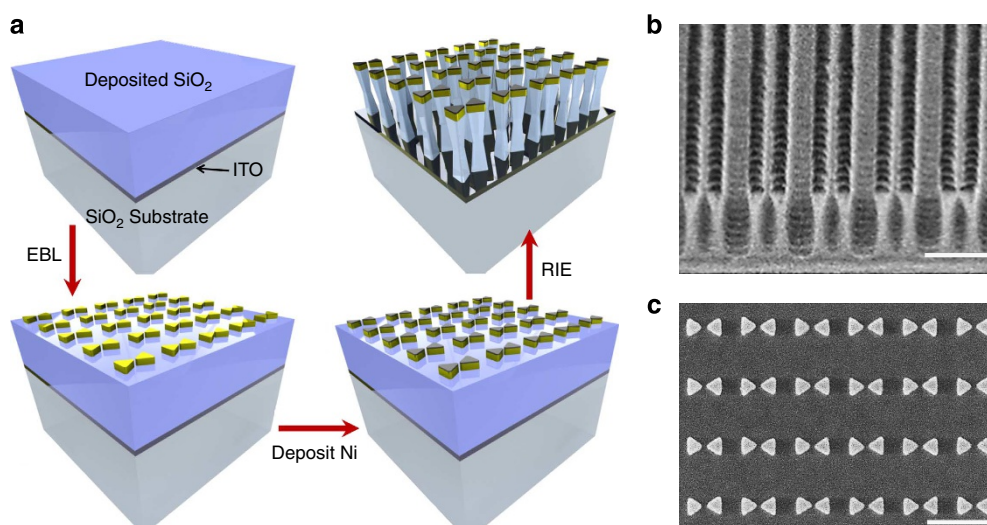 a
b
Deposited SiO₂
ITO
SiO₂ Substrate
EBL
RIE
c
Deposit Ni